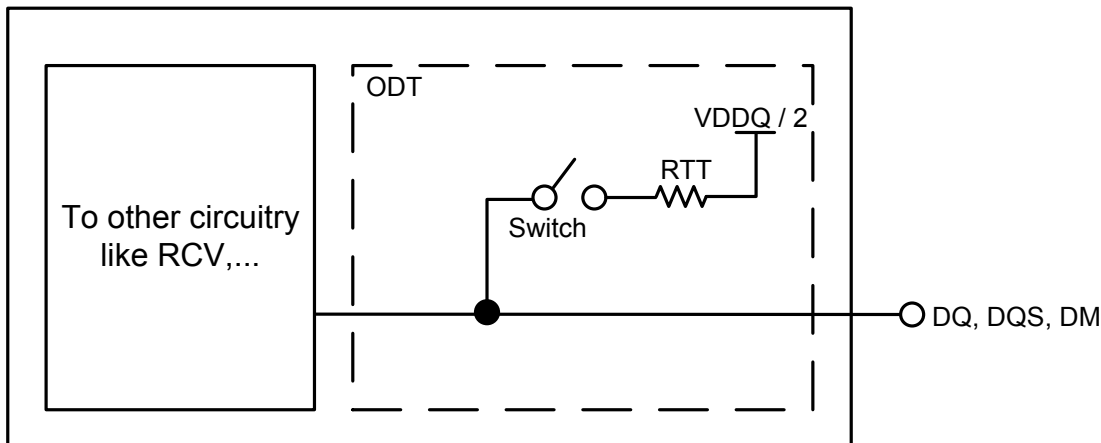 ODT
VDDQ / 2
RTT
Switch
To other circuitry
like RCV,...
DQ, DQS, DM